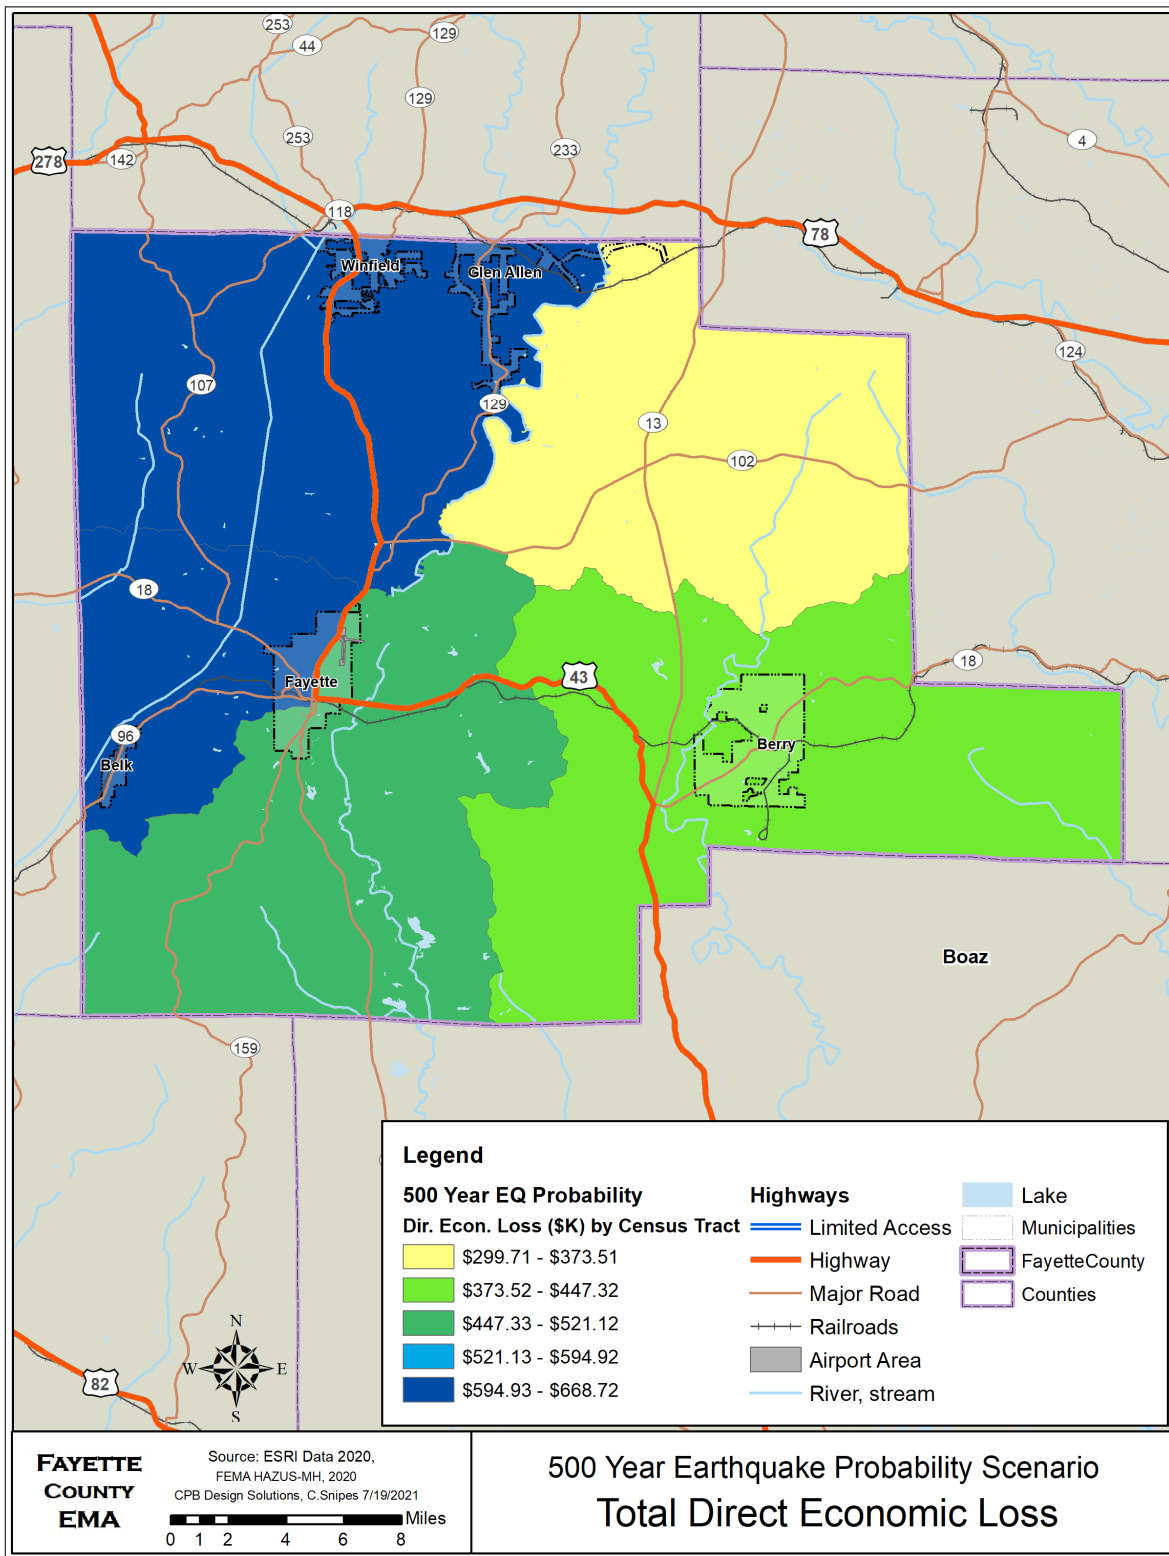 253
44
129
129
253
233
4
278
142
118
78
Winfield
Glen Allen
124
107
129
13
102
18
18
Fayette
43
96
Berry
Belk
Boaz
159
82
Legend
500 Year EQ Probability
Dir. Econ. Loss ($K) by Census Tract
$299.71 - $373.51
$373.52 - $447.32
$447.33 - $521.12
$521.13 - $594.92
$594.93 - $668.72
Highways
Limited Access
Highway
Major Road
Railroads
Airport Area
River, stream
Lake
Municipalities
FayetteCounty
Counties
N
W E
S
FAYETTE
COUNTY
EMA
Source: ESRI Data 2020,
FEMA HAZUS-MH, 2020
CPB Design Solutions, C.Snipes 7/19/2021
Miles
0 1 2 4 6 8
500 Year Earthquake Probability Scenario
Total Direct Economic Loss